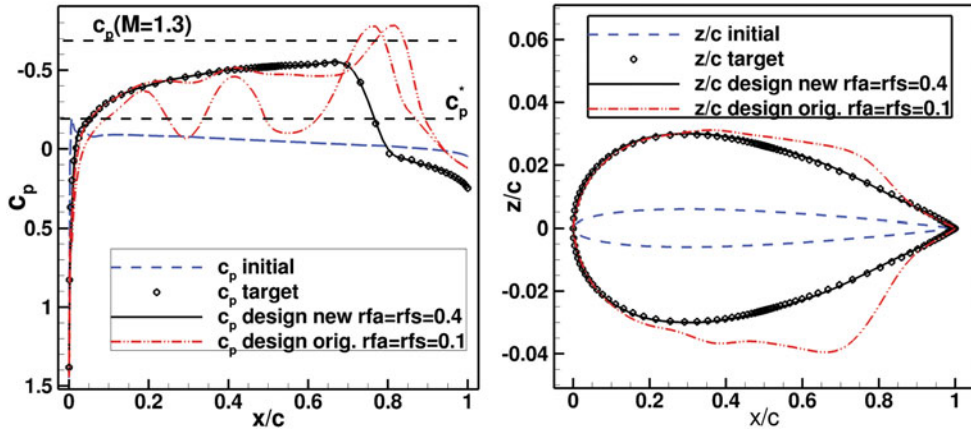 c_p(M=1.3)
c_p^*
-0.5
0
0.5
1
1.5
c_p
c_p initial
c_p target
c_p design new rfa=rfs=0.4
c_p design orig. rfa=rfs=0.1
0 0.2 0.4 0.6 0.8 1
x/c
0.06
0.04
0.02
0
-0.02
-0.04
z/c
z/c initial
z/c target
z/c design new rfa=rfs=0.4
z/c design orig. rfa=rfs=0.1
0 0.2 0.4 0.6 0.8 1
x/c